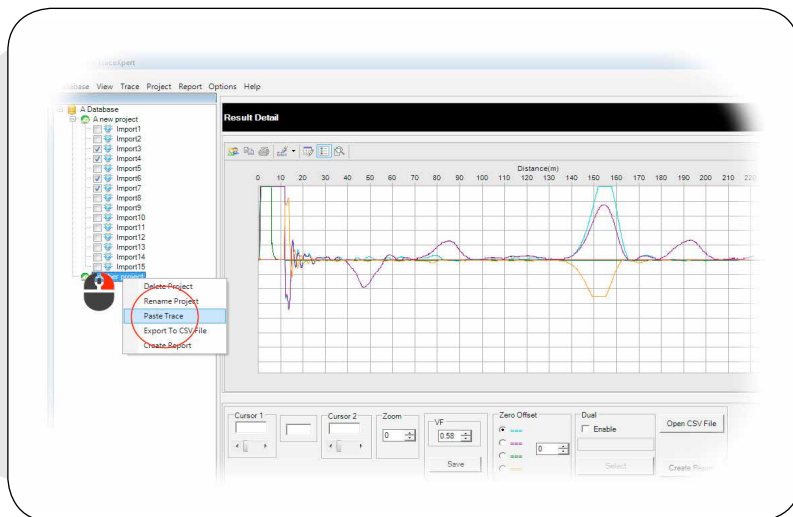 View Trace Project Report Options Help
A Database
A new project
Import1
Import2
Import3
Import4
Import5
Import6
Import7
Import8
Import9
Import10
Import11
Import12
Import13
Import14
Import15
project
Delete Project
Rename Project
Paste Trace
Export To CSV File
Create Report
Result Detail
Distance(m)
0 10 20 30 40 50 60 70 80 90 100 110 120 130 140 150 160 170 180 190 200 210 220
Cursor 1
Cursor 2
Zoom
0
VF
0.58
Save
Zero Offset
0
Dual
Enable
Select
Open CSV File
Create Report